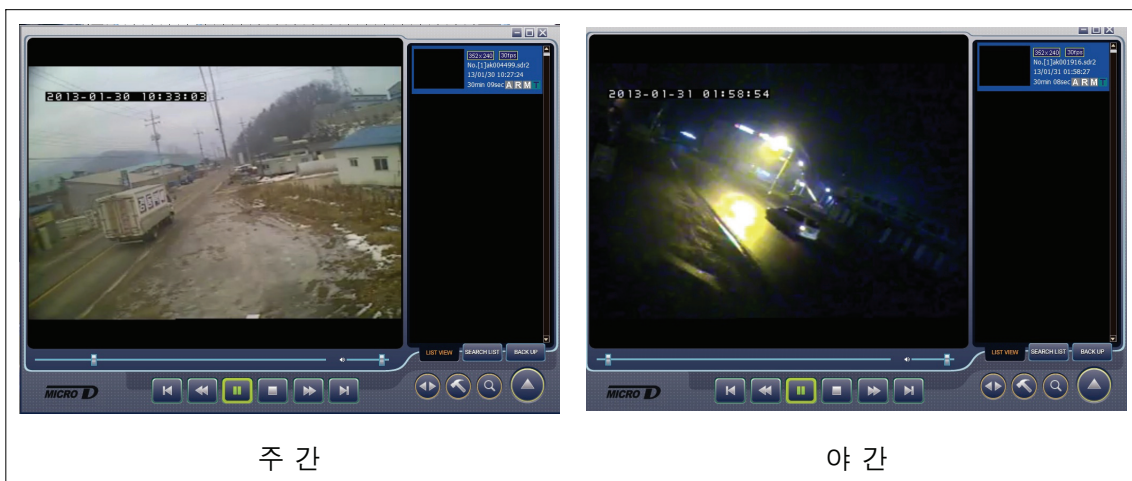 352x240 30fps
No.[1]ak004499.sdr2
13/01/30 10:27:24
30min 09sec A R M T
2013-01-30 10:33:03
LIST VIEW SEARCH LIST BACK UP
MICRO D
주 간
352x240 30fps
No.[1]ak001916.sdr2
13/01/31 01:58:27
30min 08sec A R M T
2013-01-31 01:58:54
LIST VIEW SEARCH LIST BACK UP
MICRO D
야 간